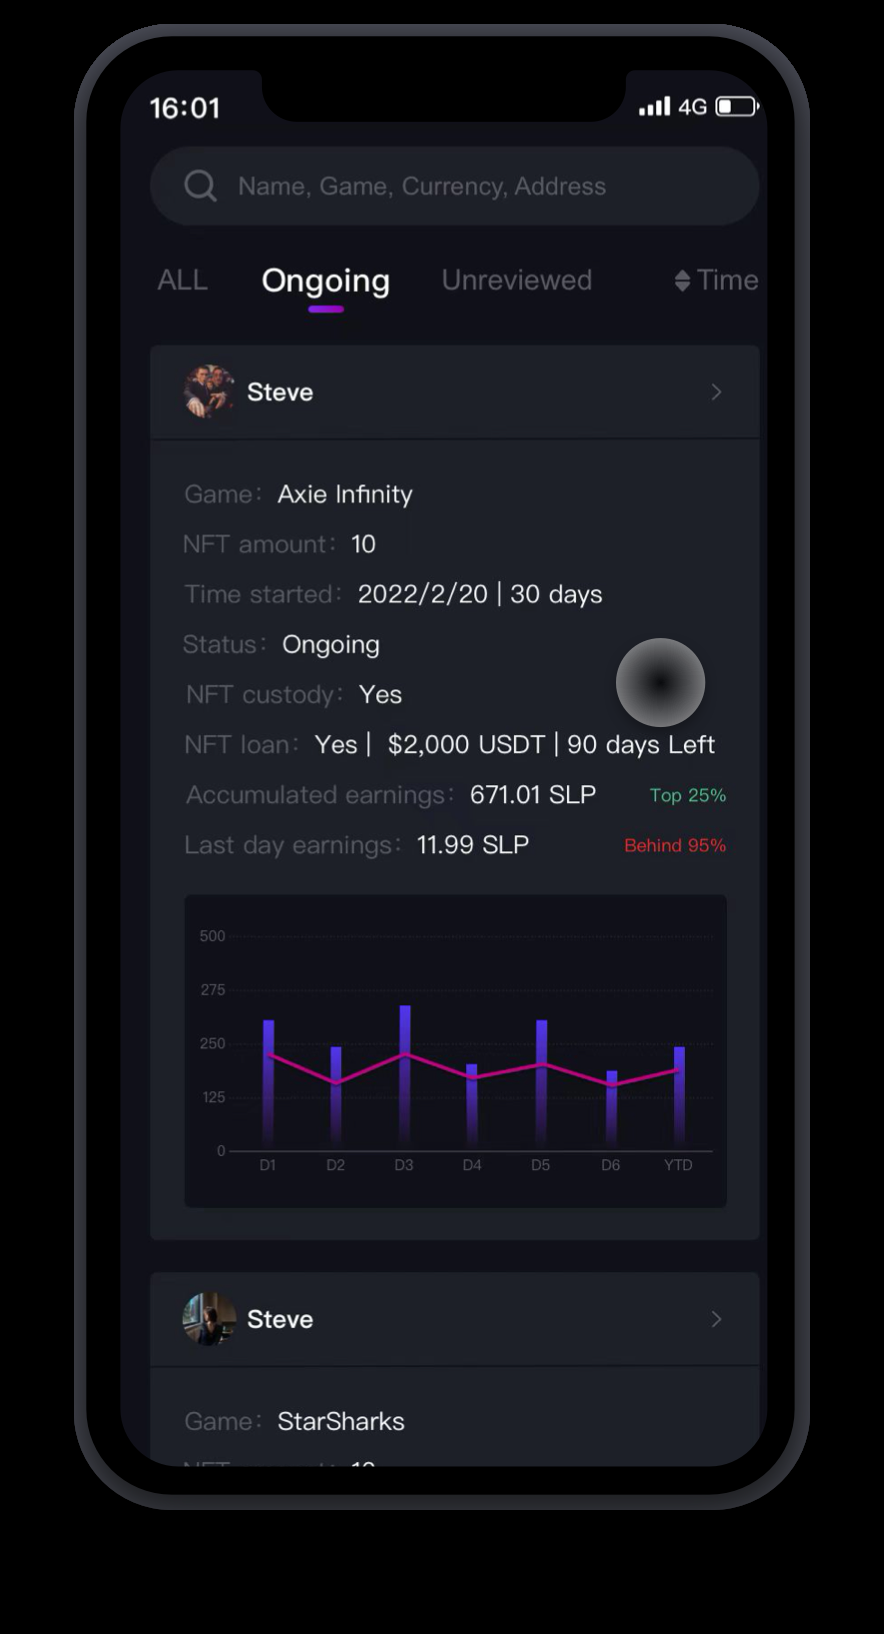 16:01 4G
Name, Game, Currency, Address
ALL Ongoing Unreviewed Time
Steve
Game: Axie Infinity
NFT amount: 10
Time started: 2022/2/20 | 30 days
Status: Ongoing
NFT custody: Yes
NFT loan: Yes | $2,000 USDT | 90 days Left
Accumulated earnings: 671.01 SLP Top 25%
Last day earnings: 11.99 SLP Behind 95%
500
275
250
125
0
D1 D2 D3 D4 D5 D6 YTD
Steve
Game: StarSharks